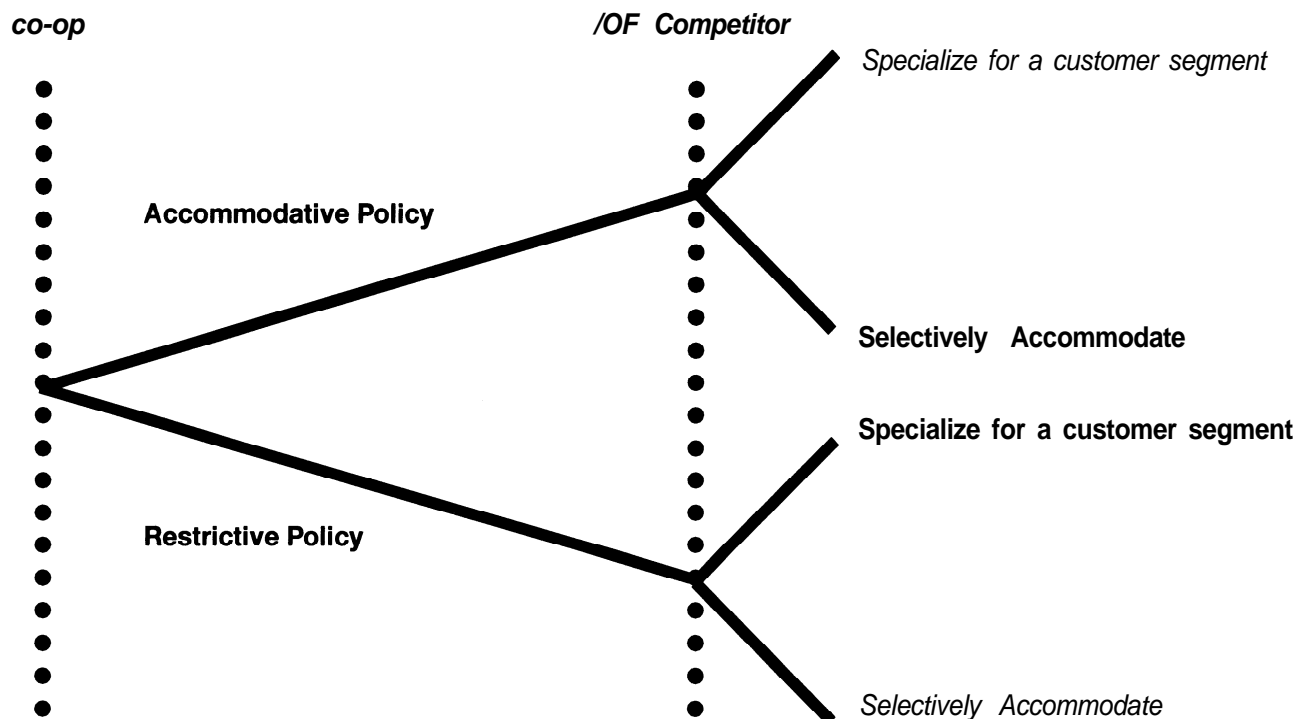 co-op
/OF Competitor
Specialize for a customer segment
Accommodative Policy
Selectively Accommodate
Specialize for a customer segment
Restrictive Policy
Selectively Accommodate